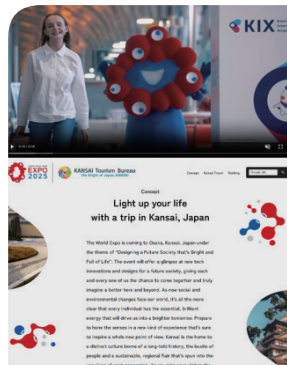 KIX
EXPO
2025
KANSAI Tourism Bureau
The Origin of Japan, KANSAI
Concept
Light up your life
with a trip in Kansai, Japan
The World Expo is coming to Osaka, Kansai, Japan under
the theme of "Designing a Future Society that's Bright and
Full of Life". The event will offer a glimpse at new tech
innovations and designs for a future society, giving each
and every one of us the chance to come together and truly
imagine a better here and beyond. As new social and
environmental changes face our world, it's all the more
clear that every individual has the essential, brilliant
energy that will drive us into a brighter tomorrow. Prepare
to hone the senses in a new kind of experience that's sure
to inspire a whole new point of view. Kansai is the home to
a distinct culture borne of a long-held history, the bustle of
people and a sustainable, regional flair that's spun into the